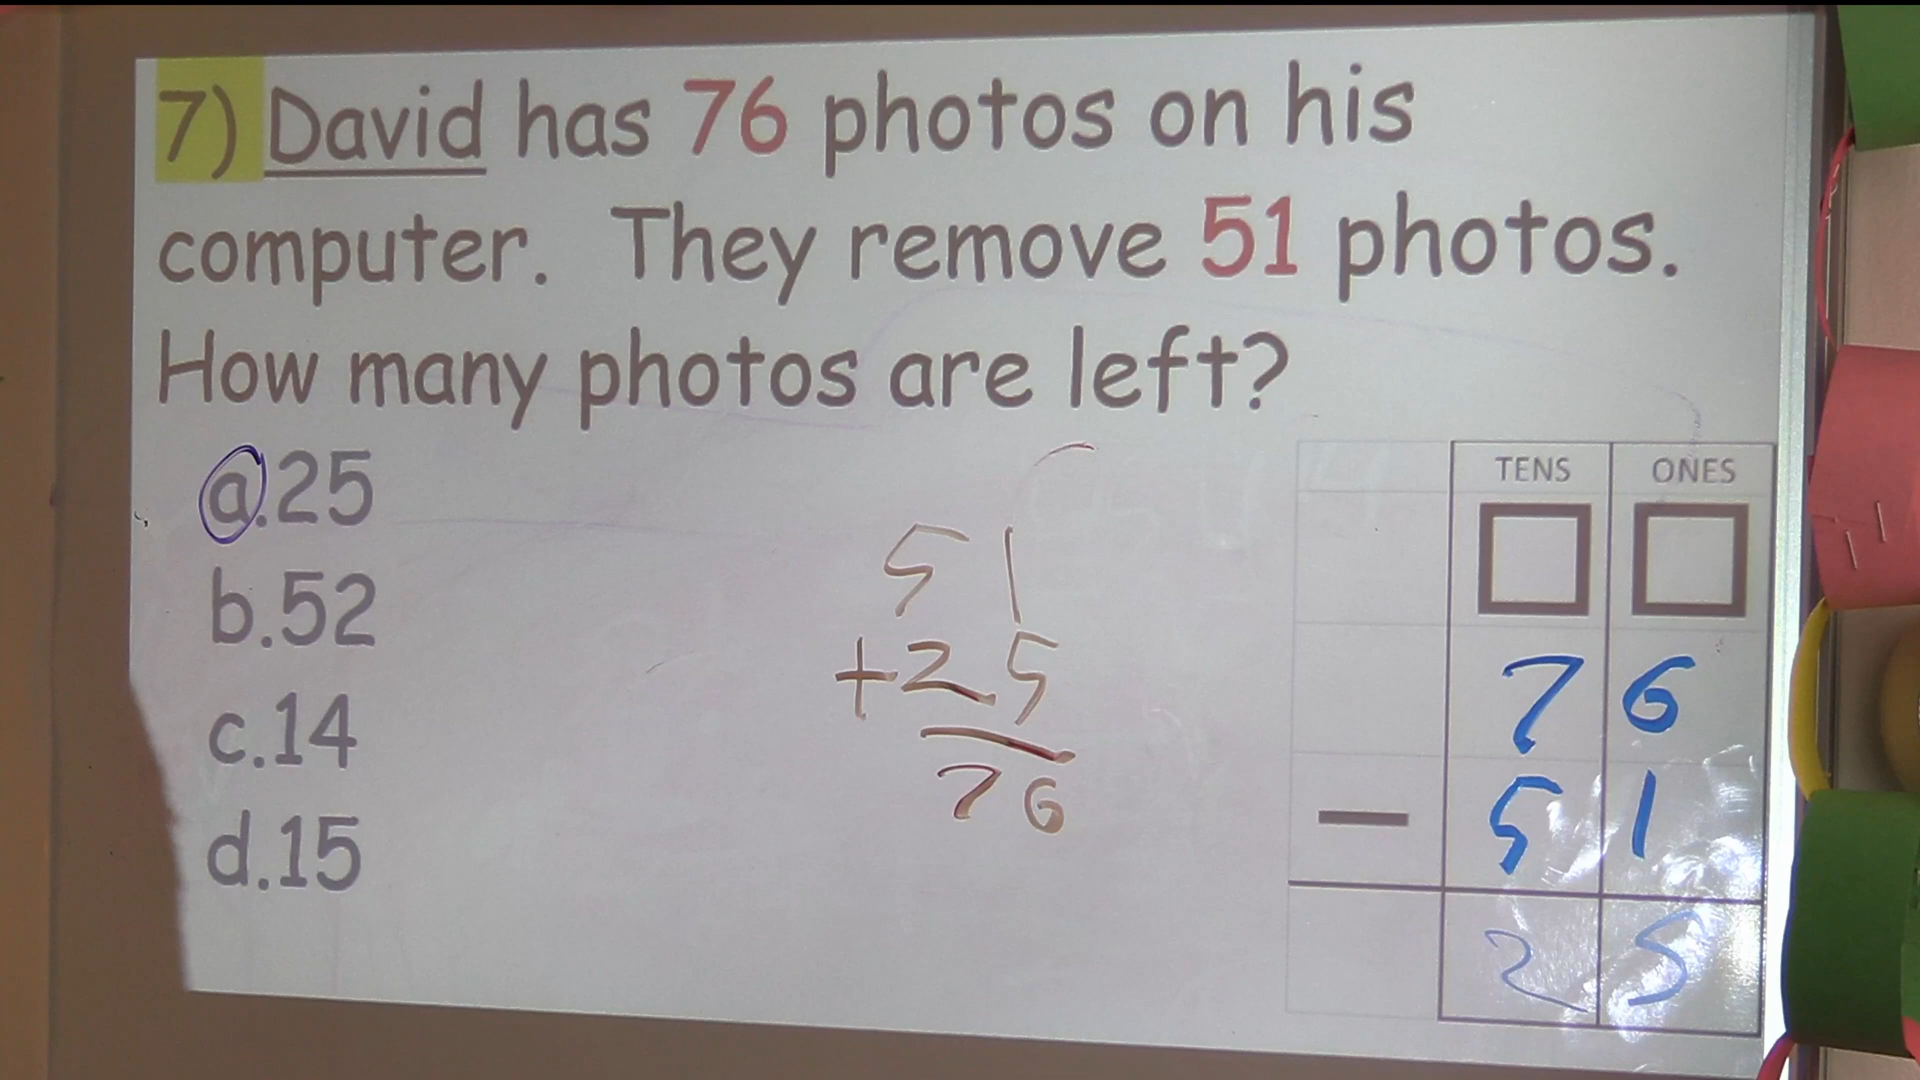 7) David has 76 photos on his
computer. They remove 51 photos.
How many photos are left?
a.25
b.52
c.14
d.15
51
+25
76
TENS ONES
76
— 51
25